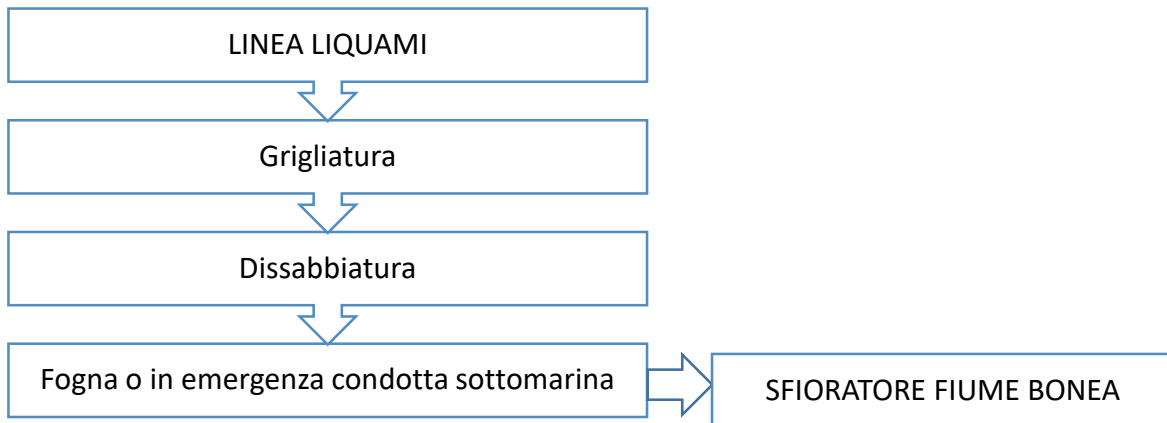 LINEA LIQUAMI
Grigliatura
Dissabbiatura
Fogna o in emergenza condotta sottomarina
SFIORATORE FIUME BONEA